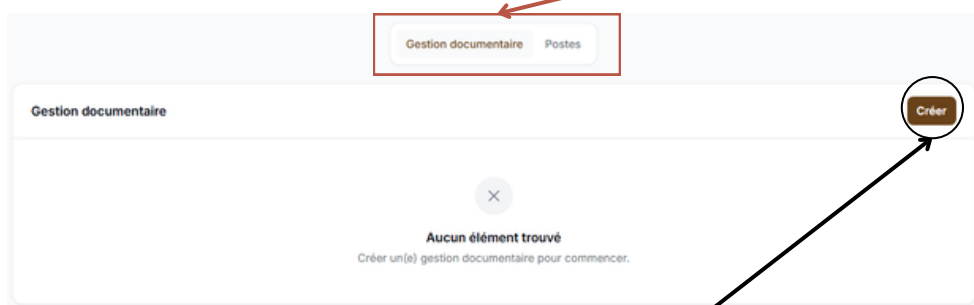 Gestion documentaire Postes
Gestion documentaire Créer
Aucun élément trouvé
Créer un(e) gestion documentaire pour commencer.